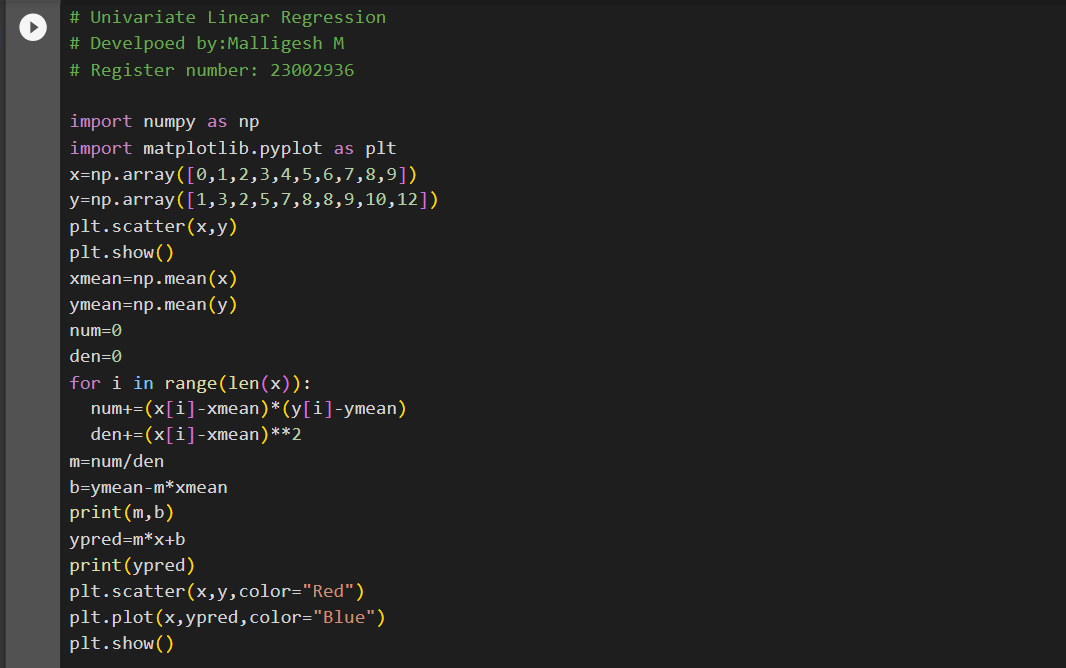 # Univariate Linear Regression
# Develpoed by:Malligesh M
# Register number: 23002936
import numpy as np
import matplotlib.pyplot as plt
x=np.array([0,1,2,3,4,5,6,7,8,9])
y=np.array([1,3,2,5,7,8,8,9,10,12])
plt.scatter(x,y)
plt.show()
xmean=np.mean(x)
ymean=np.mean(y)
num=0
den=0
for i in range(len(x)):
  num+=(x[i]-xmean)*(y[i]-ymean)
  den+=(x[i]-xmean)**2
m=num/den
b=ymean-m*xmean
print(m,b)
ypred=m*x+b
print(ypred)
plt.scatter(x,y,color="Red")
plt.plot(x,ypred,color="Blue")
plt.show()